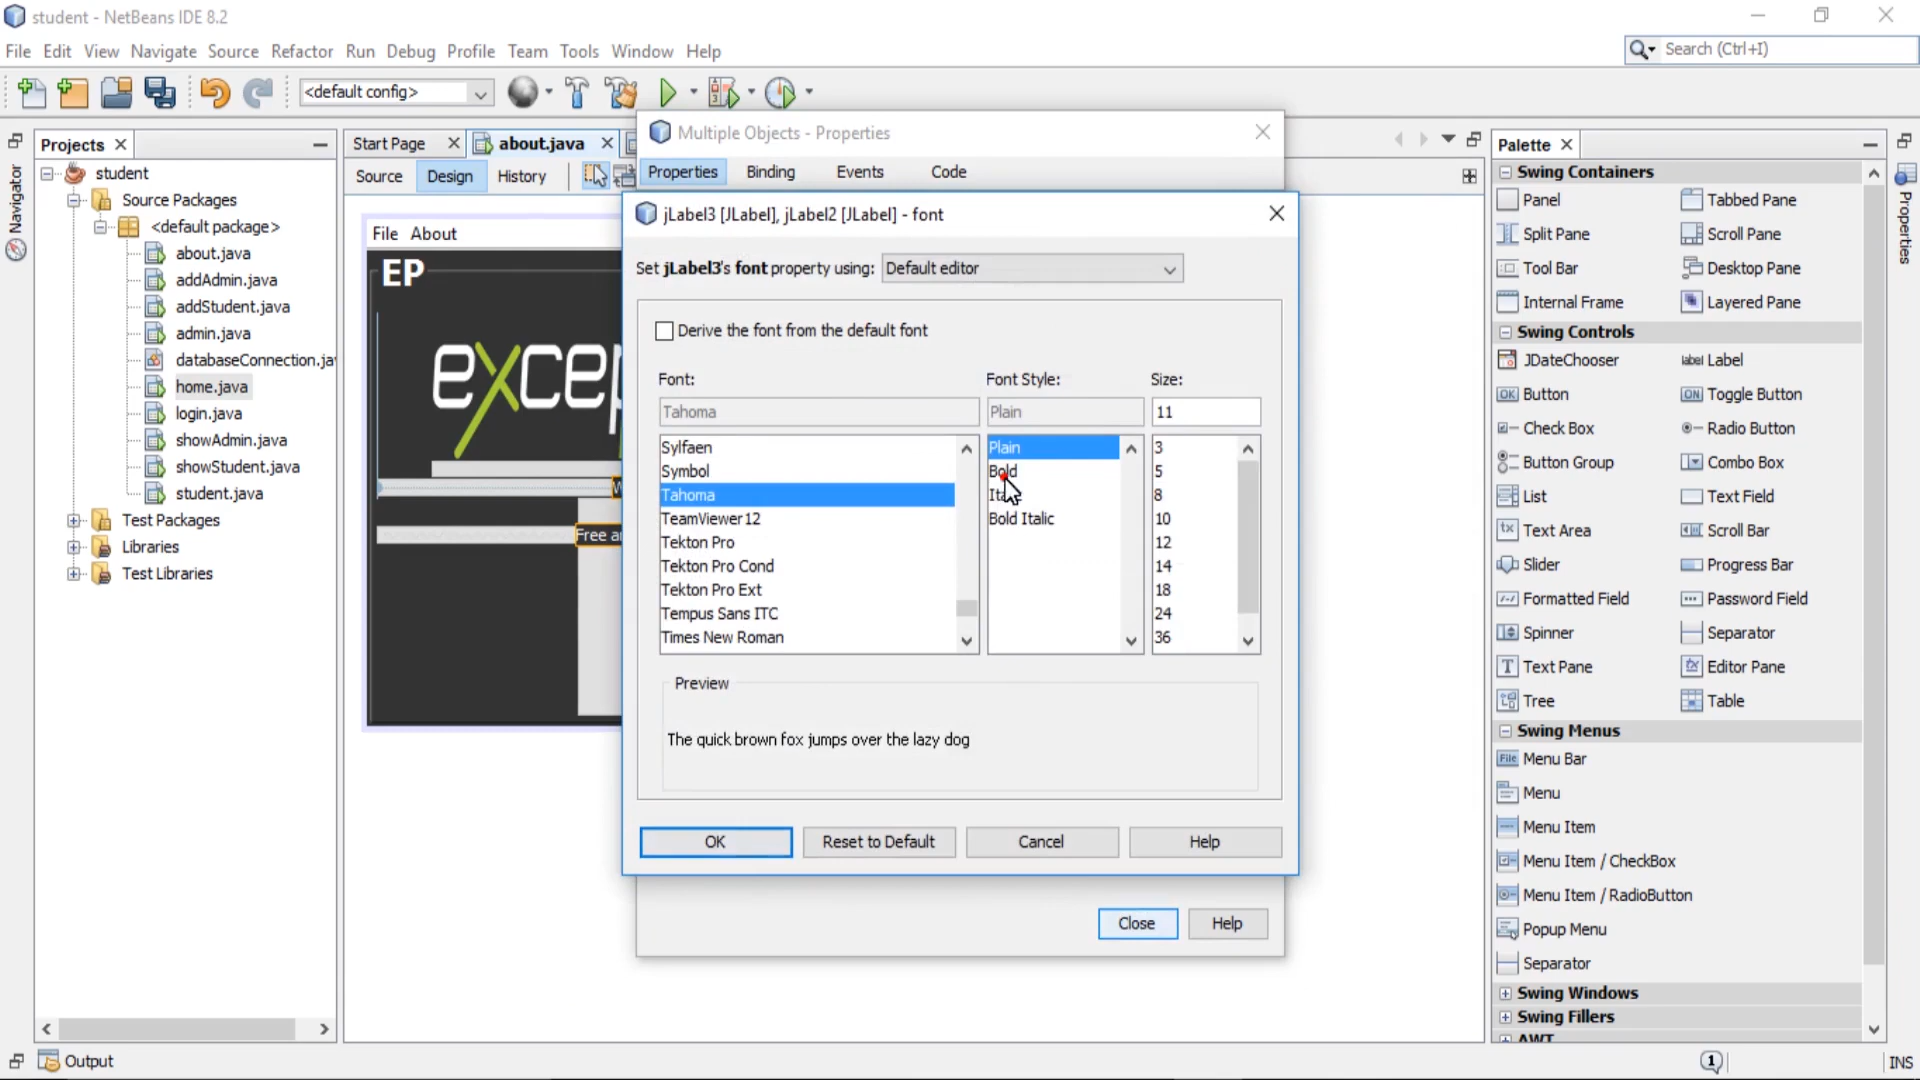 student - NetBeans IDE 8.2
File Edit View Navigate Source Refactor Run Debug Profile Team Tools Window Help
Search (Ctrl+I)
<default config>
Projects
Start Page
about.java
Source Design History
Navigator
student
Source Packages
<default package>
about.java
addAdmin.java
addStudent.java
admin.java
databaseConnection.ja
home.java
login.java
showAdmin.java
showStudent.java
student.java
Test Packages
Libraries
Test Libraries
File About
EP
excep
Free a
Multiple Objects - Properties
Properties Binding Events Code
jLabel3 [JLabel], jLabel2 [JLabel] - font
Set jLabel3's font property using: Default editor
Derive the font from the default font
Font: Font Style: Size:
Tahoma Plain 11
Sylfaen
Symbol
Tahoma
TeamViewer12
Tekton Pro
Tekton Pro Cond
Tekton Pro Ext
Tempus Sans ITC
Times New Roman
Plain
Bold
Bold Italic
3
5
8
10
12
14
18
24
36
Preview
The quick brown fox jumps over the lazy dog
OK Reset to Default Cancel Help
Close Help
Palette
Swing Containers
Panel Tabbed Pane
Split Pane Scroll Pane
Tool Bar Desktop Pane
Internal Frame Layered Pane
Swing Controls
JDateChooser label Label
OK Button ON Toggle Button
Check Box Radio Button
Button Group Combo Box
List Text Field
Text Area Scroll Bar
Slider Progress Bar
Formatted Field Password Field
Spinner Separator
Text Pane Editor Pane
Tree Table
Swing Menus
File Menu Bar
Menu
Menu Item
Menu Item / CheckBox
Menu Item / RadioButton
Popup Menu
Separator
Swing Windows
Swing Fillers
AWT
Properties
Output
1
INS